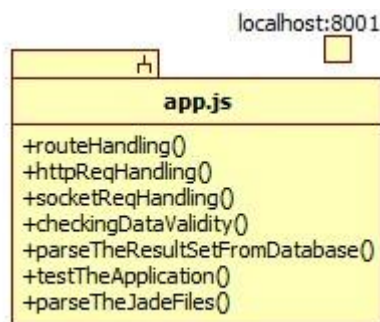 localhost:8001
app.js
+routeHandling()
+httpReqHandling()
+socketReqHandling()
+checkingDataValidity()
+parseTheResultSetFromDatabase()
+testTheApplication()
+parseTheJadeFiles()